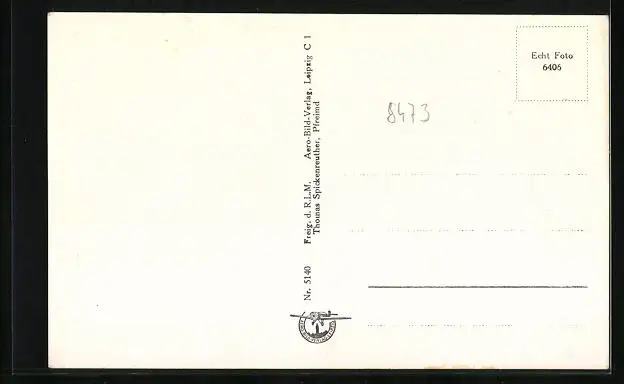 Nr. 5140 Freig. d. R.L.M. Aero-Bild-Verlag, Leipzig C 1
Thomas Spickenreuther, Pfreimd
Echt Foto
6406
8473